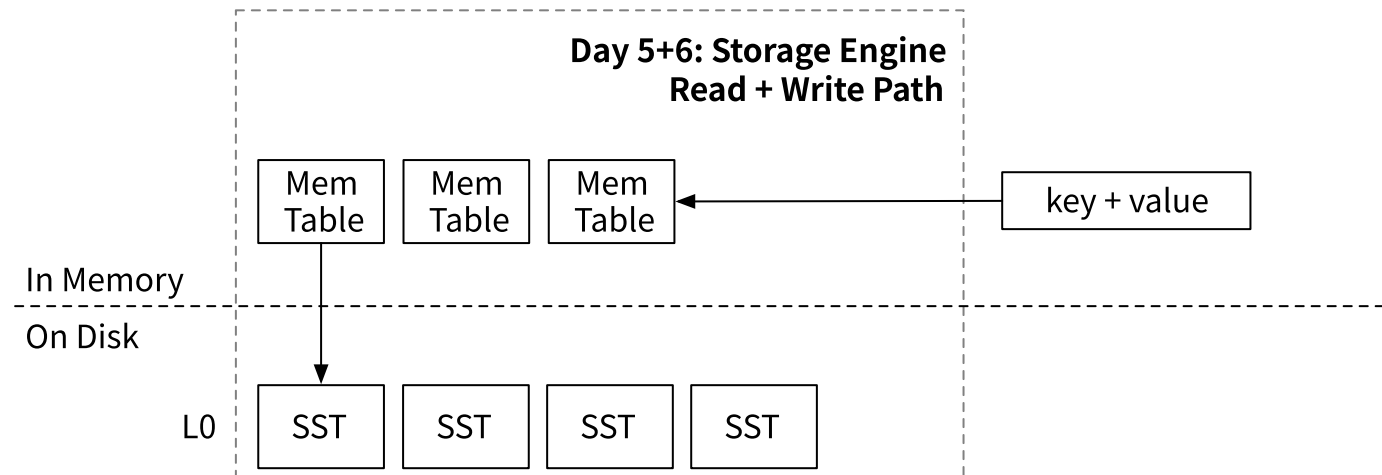 Day 5+6: Storage Engine
Read + Write Path
Mem
Table
Mem
Table
Mem
Table
key + value
In Memory
On Disk
L0
SST
SST
SST
SST